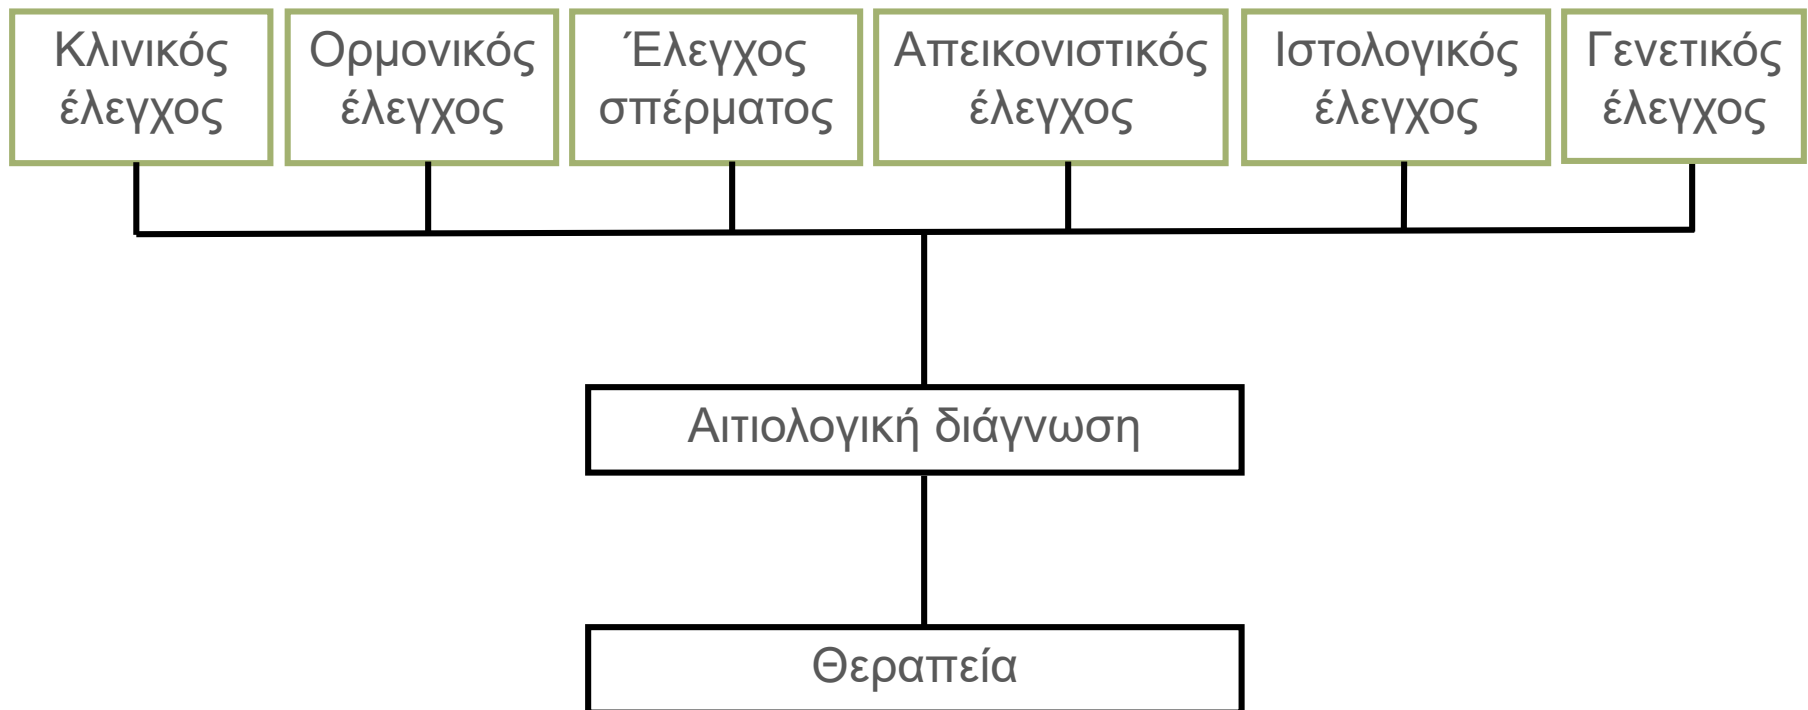 Κλινικός
έλεγχος
Ορμονικός
έλεγχος
Έλεγχος
σπέρματος
Απεικονιστικός
έλεγχος
Ιστολογικός
έλεγχος
Γενετικός
έλεγχος
Αιτιολογική διάγνωση
Θεραπεία